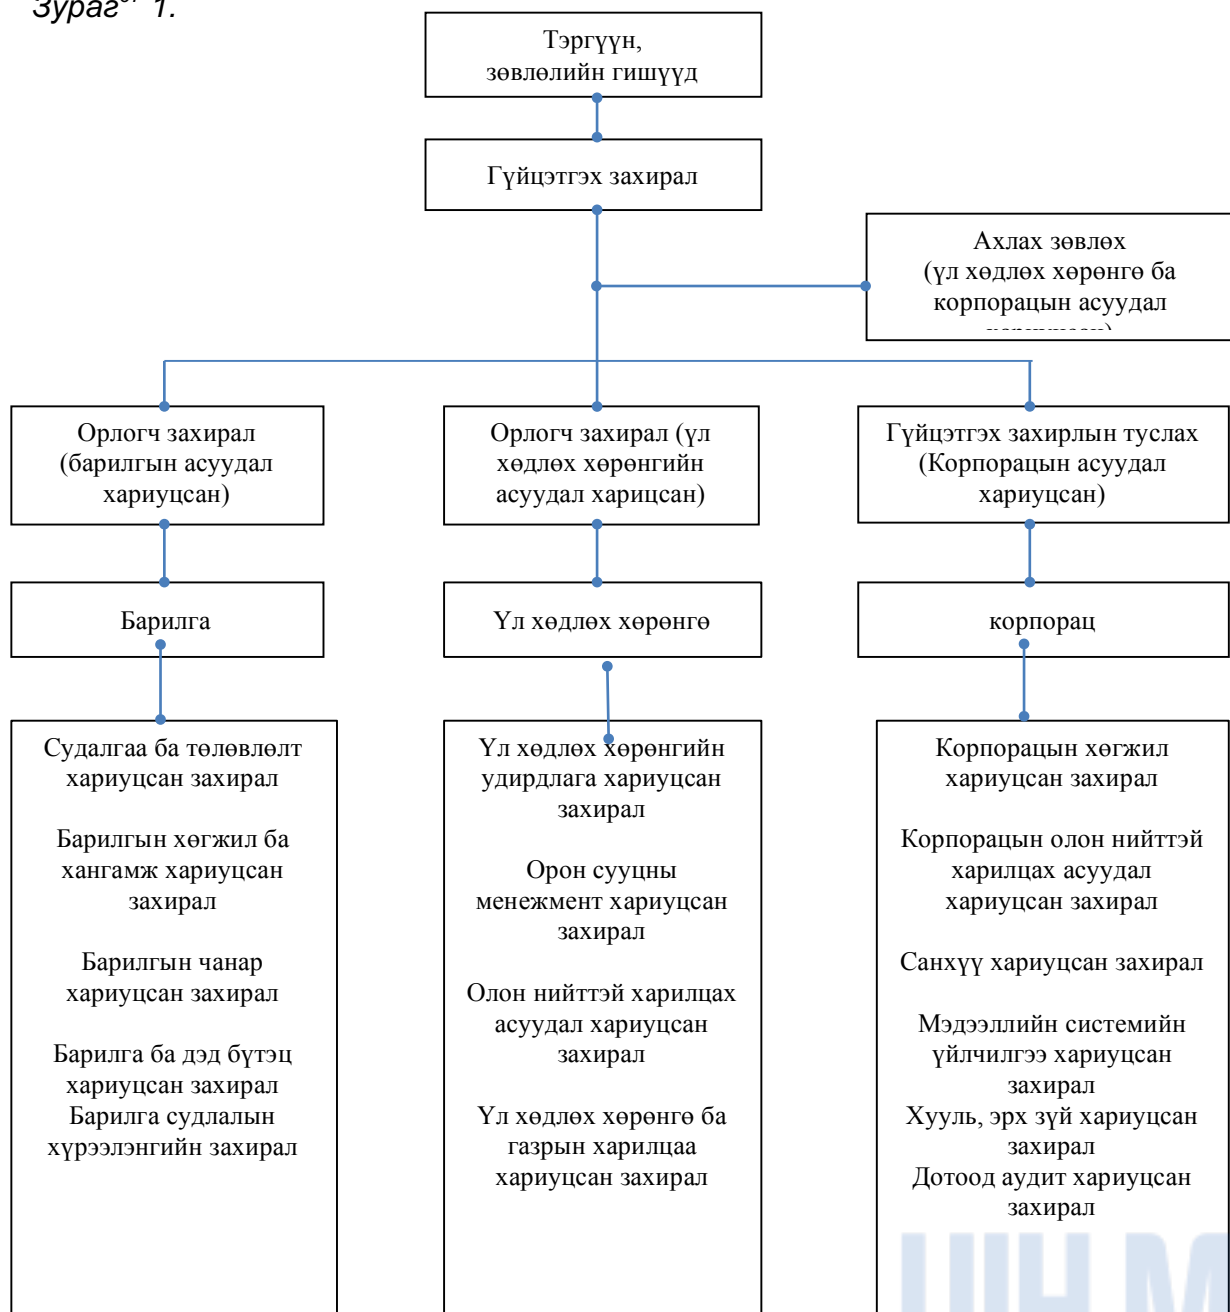 Зураг 1.
Тэргүүн,
зөвлөлийн гишүүд
Гүйцэтгэх захирал
Ахлах зөвлөх
(үл хөдлөх хөрөнгө ба
корпорацын асуудал
Орлогч захирал
(барилгын асуудал
хариуцсан)
Орлогч захирал (үл
хөдлөх хөрөнгийн
асуудал харицсан)
Гүйцэтгэх захирлын туслах
(Корпорацын асуудал
хариуцсан)
Барилга
Үл хөдлөх хөрөнгө
корпорац
Судалгаа ба төлөвлөлт
хариуцсан захирал
Барилгын хөгжил ба
хангамж хариуцсан
захирал
Барилгын чанар
хариуцсан захирал
Барилга ба дэд бүтэц
хариуцсан захирал
Барилга судлалын
хүрээлэнгийн захирал
Үл хөдлөх хөрөнгийн
удирдлага хариуцсан
захирал
Орон сууцны
менежмент хариуцсан
захирал
Олон нийттэй харилцах
асуудал хариуцсан
захирал
Үл хөдлөх хөрөнгө ба
газрын харилцаа
хариуцсан захирал
Корпорацын хөгжил
хариуцсан захирал
Корпорацын олон нийттэй
харилцах асуудал
хариуцсан захирал
Санхүү хариуцсан захирал
Мэдээллийн системийн
үйлчилгээ хариуцсан
захирал
Хууль, эрх зүй хариуцсан
захирал
Дотоод аудит хариуцсан
захирал